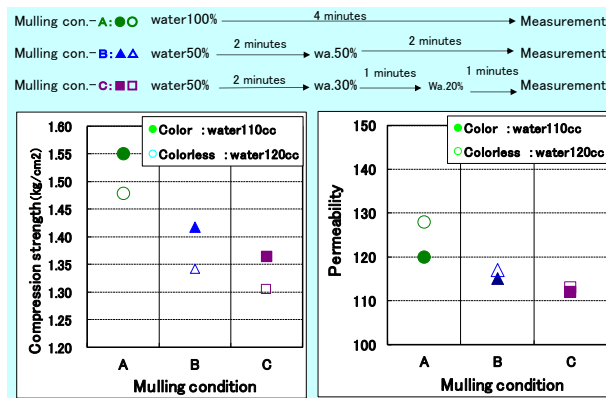 4 minutes
Mulling con.-A:●○ water100% Measurement
2 minutes 2 minutes
Mulling con.-B:▲△ water50% wa.50% Measurement
2 minutes 1 minutes 1 minutes
Mulling con.-C:■□ water50% wa.30% Wa.20% Measurement
Color :water110cc
Colorless :water120cc
1.60
1.55
1.50
1.45
1.40
1.35
1.30
1.25
1.20
Compression strength(kg/cm2)
A B C
Mulling condition
Color :water110cc
Colorless :water120cc
150
140
130
120
110
100
Permeability
A B C
Mulling condition